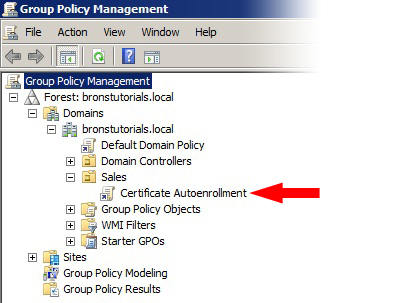 Group Policy Management
File Action View Window Help
Group Policy Management
Forest: bronstutorials.local
Domains
bronstutorials.local
Default Domain Policy
Domain Controllers
Sales
Certificate Autoenrollment
Group Policy Objects
WMI Filters
Starter GPOs
Sites
Group Policy Modeling
Group Policy Results